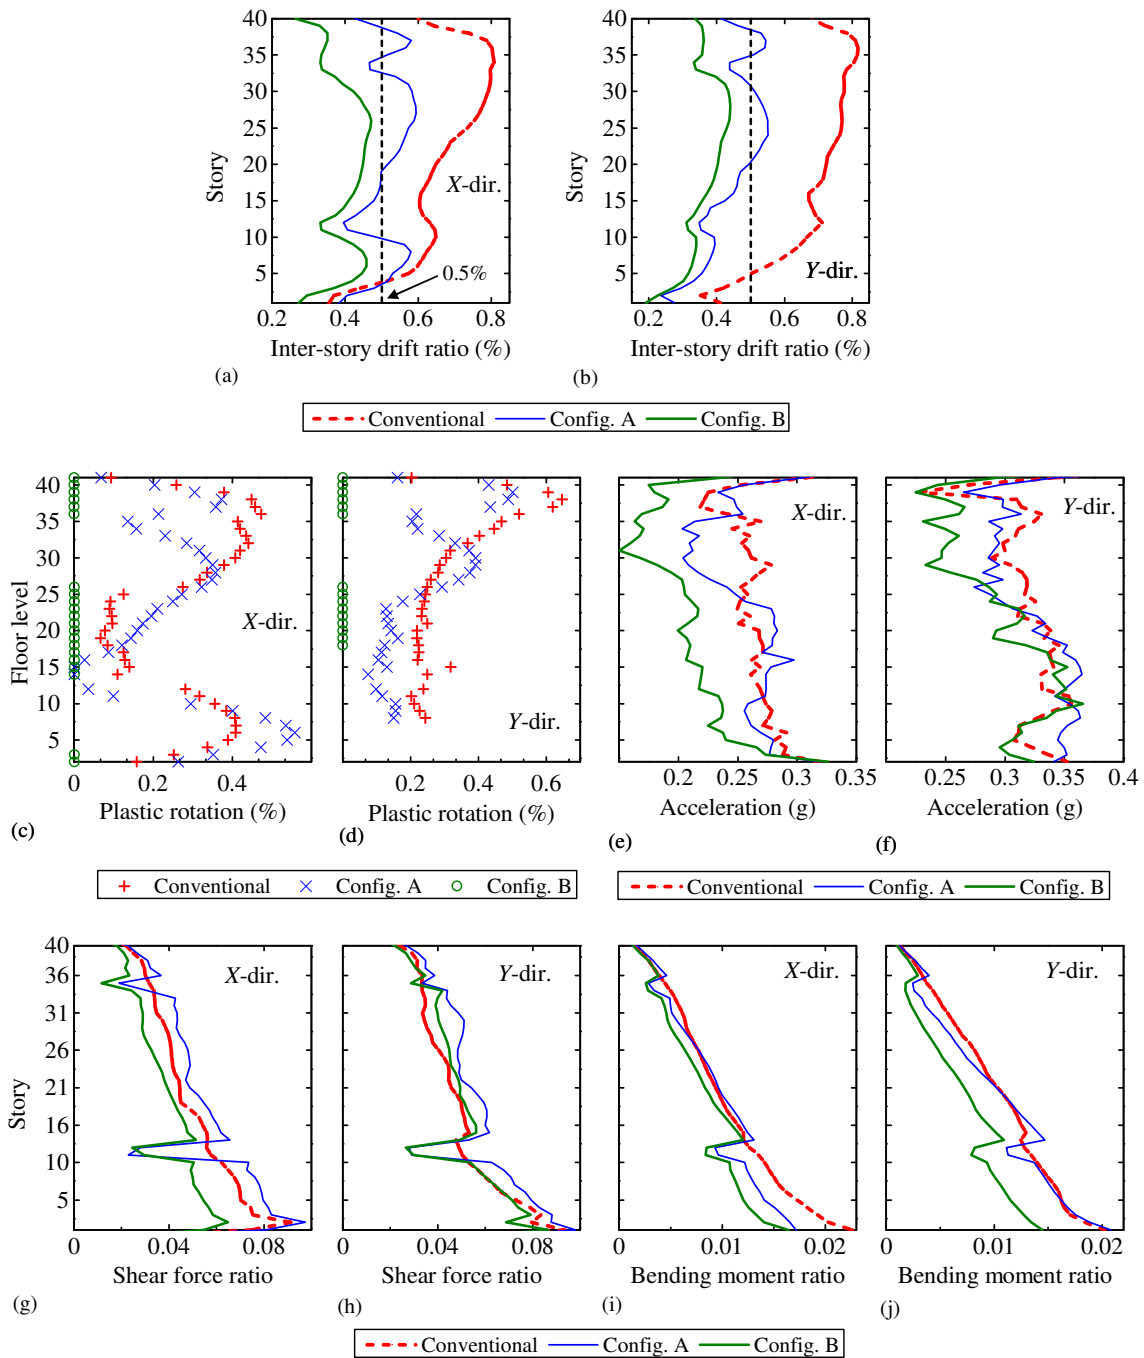 40
35
30
25
20
15
10
5
Story
X-dir.
0.5%
0.2 0.4 0.6 0.8
Inter-story drift ratio (%)
(a)
40
35
30
25
20
15
10
5
Story
Y-dir.
0.2 0.4 0.6 0.8
Inter-story drift ratio (%)
(b)
Conventional Config. A Config. B
40
35
30
25
20
15
10
5
Floor level
X-dir.
0 0.4
Plastic rotation (%)
(c)
Y-dir.
0.2 0.4 0.6
Plastic rotation (%)
(d)
X-dir.
0.2 0.25 0.3 0.35
Acceleration (g)
(e)
Y-dir.
0.25 0.3 0.35 0.4
Acceleration (g)
(f)
Conventional Config. A Config. B
Conventional Config. A Config. B
40
36
31
26
21
16
10
5
Story
X-dir.
0 0.04 0.08
Shear force ratio
(g)
Y-dir.
0 0.04 0.08
Shear force ratio
(h)
X-dir.
0 0.01 0.02
Bending moment ratio
(i)
Y-dir.
0 0.01 0.02
Bending moment ratio
(j)
Conventional Config. A Config. B